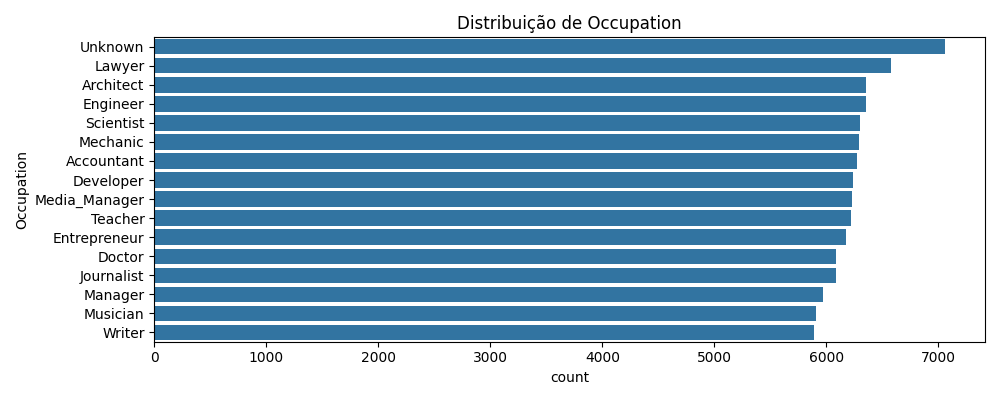 Distribuição de Occupation
Occupation
Unknown
Lawyer
Architect
Engineer
Scientist
Mechanic
Accountant
Developer
Media_Manager
Teacher
Entrepreneur
Doctor
Journalist
Manager
Musician
Writer
0 1000 2000 3000 4000 5000 6000 7000
count